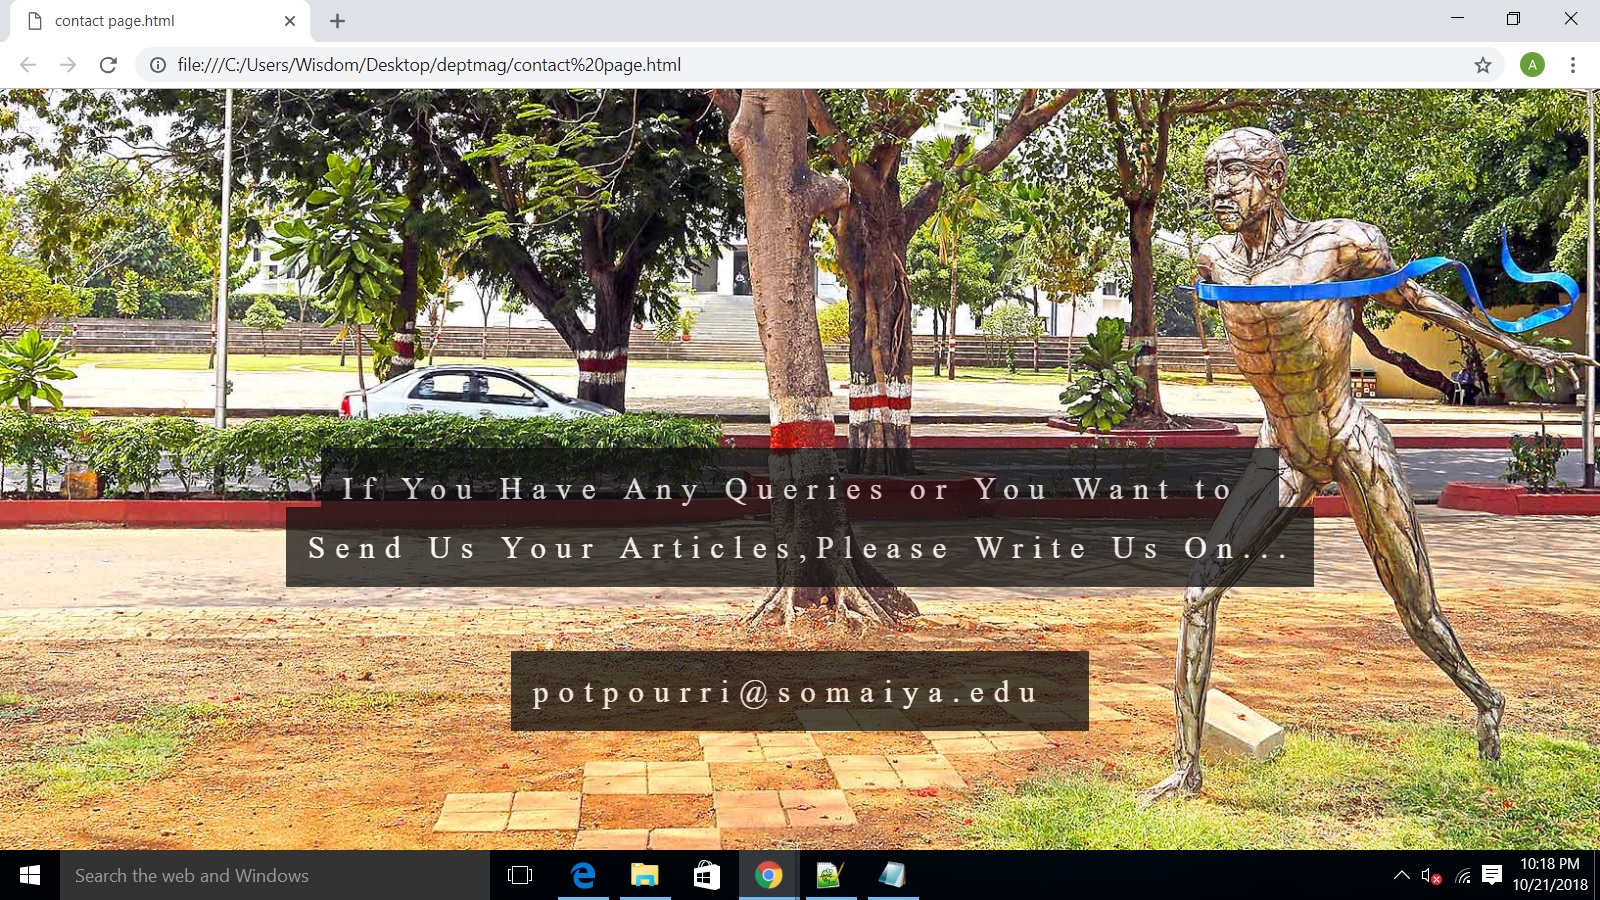 contact page.html
file:///C:/Users/Wisdom/Desktop/deptmag/contact%20page.html
A
If You Have Any Queries or You Want to
Send Us Your Articles,Please Write Us On...
potpourri@somaiya.edu
Search the web and Windows
10:18 PM
10/21/2018